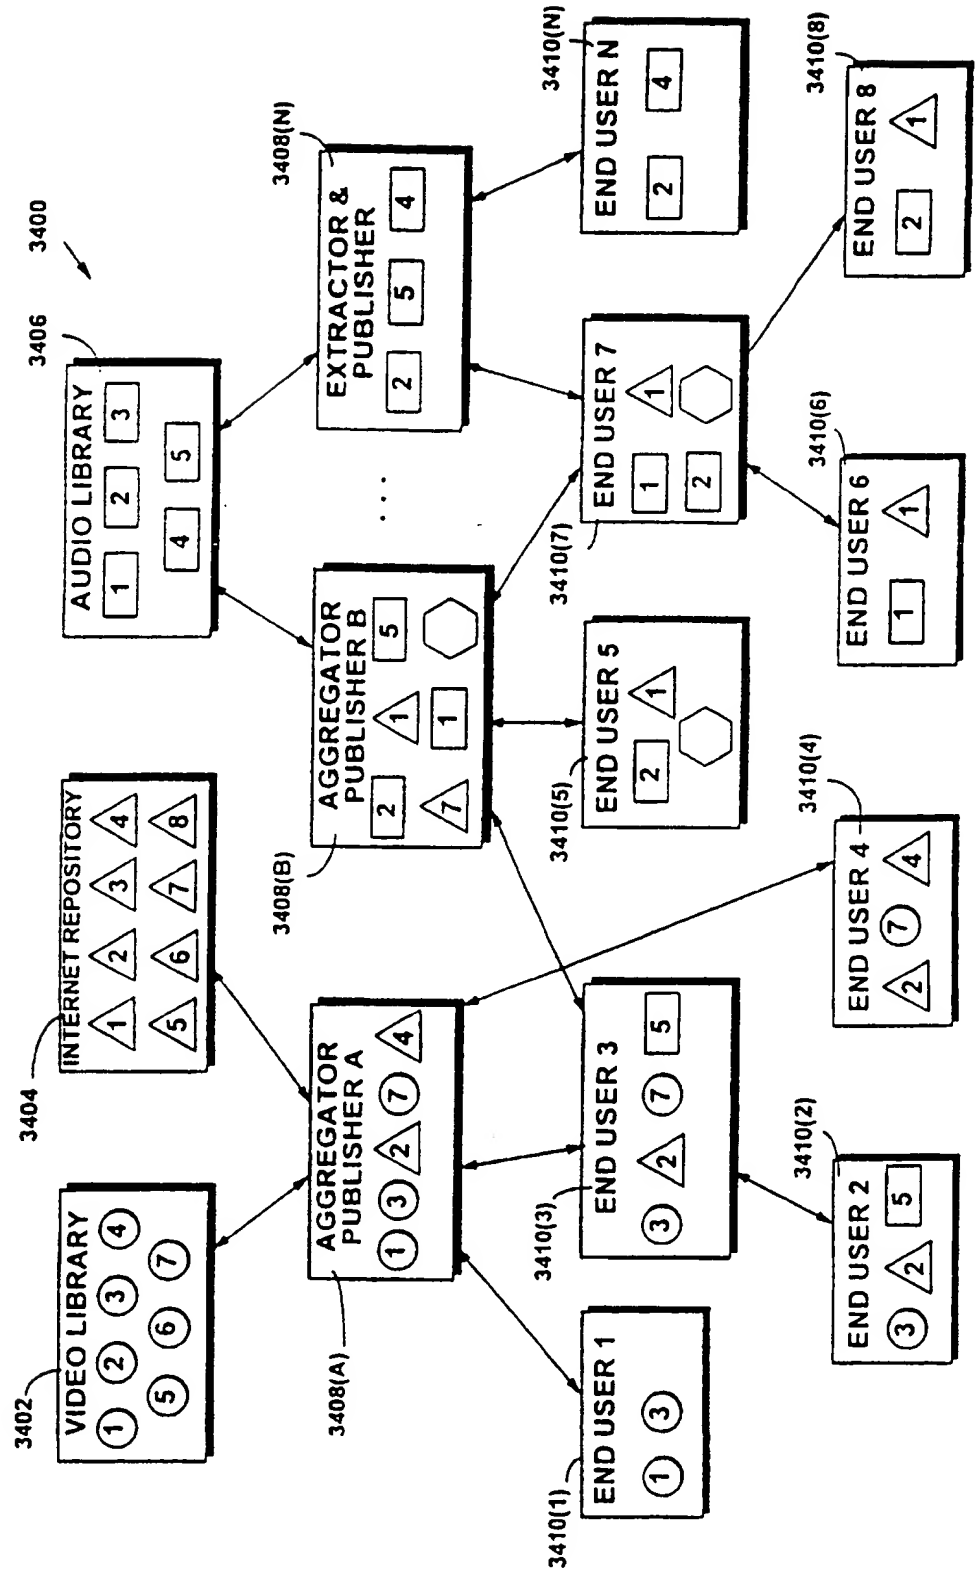 3400
3402
VIDEO LIBRARY
1 2 3 4
5 6 7
3404
INTERNET REPOSITORY
1 2 3 4
5 6 7 8
3406
AUDIO LIBRARY
1 2 3
4 5
3408(A)
AGGREGATOR
PUBLISHER A
1 3 2 7 4
3408(B)
AGGREGATOR
PUBLISHER B
2 1 5
7 1
...
3408(N)
EXTRACTOR &
PUBLISHER
2 5 4
3410(1)
END USER 1
1 3
3410(3)
END USER 3
3 2 7 5
3410(5)
END USER 5
2 1
3410(7)
END USER 7
1 1
2
3410(N)
END USER N
2 4
3410(2)
END USER 2
3 2 5
3410(4)
END USER 4
2 7 4
3410(6)
END USER 6
1 1
3410(8)
END USER 8
2 1